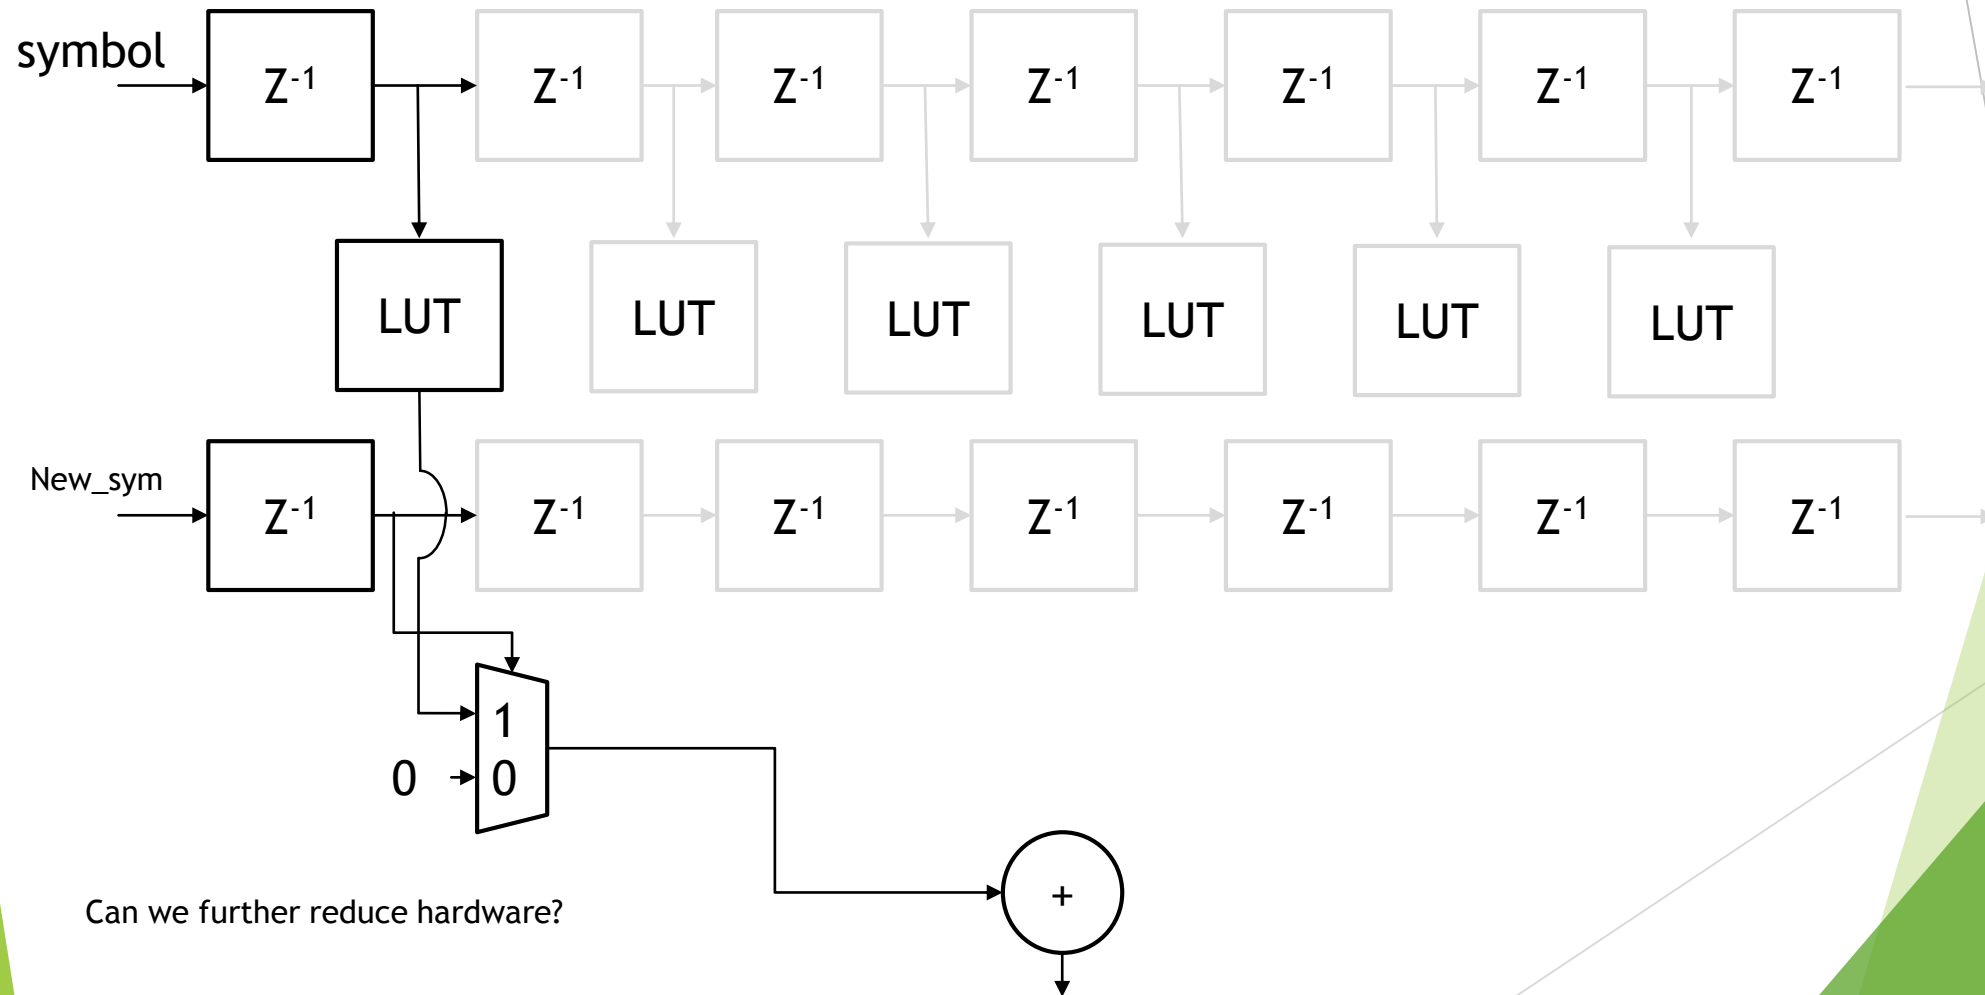 symbol
Z⁻¹ Z⁻¹ Z⁻¹ Z⁻¹ Z⁻¹ Z⁻¹ Z⁻¹
LUT LUT LUT LUT LUT LUT
New_sym
Z⁻¹ Z⁻¹ Z⁻¹ Z⁻¹ Z⁻¹ Z⁻¹ Z⁻¹
1
0 0
+
Can we further reduce hardware?